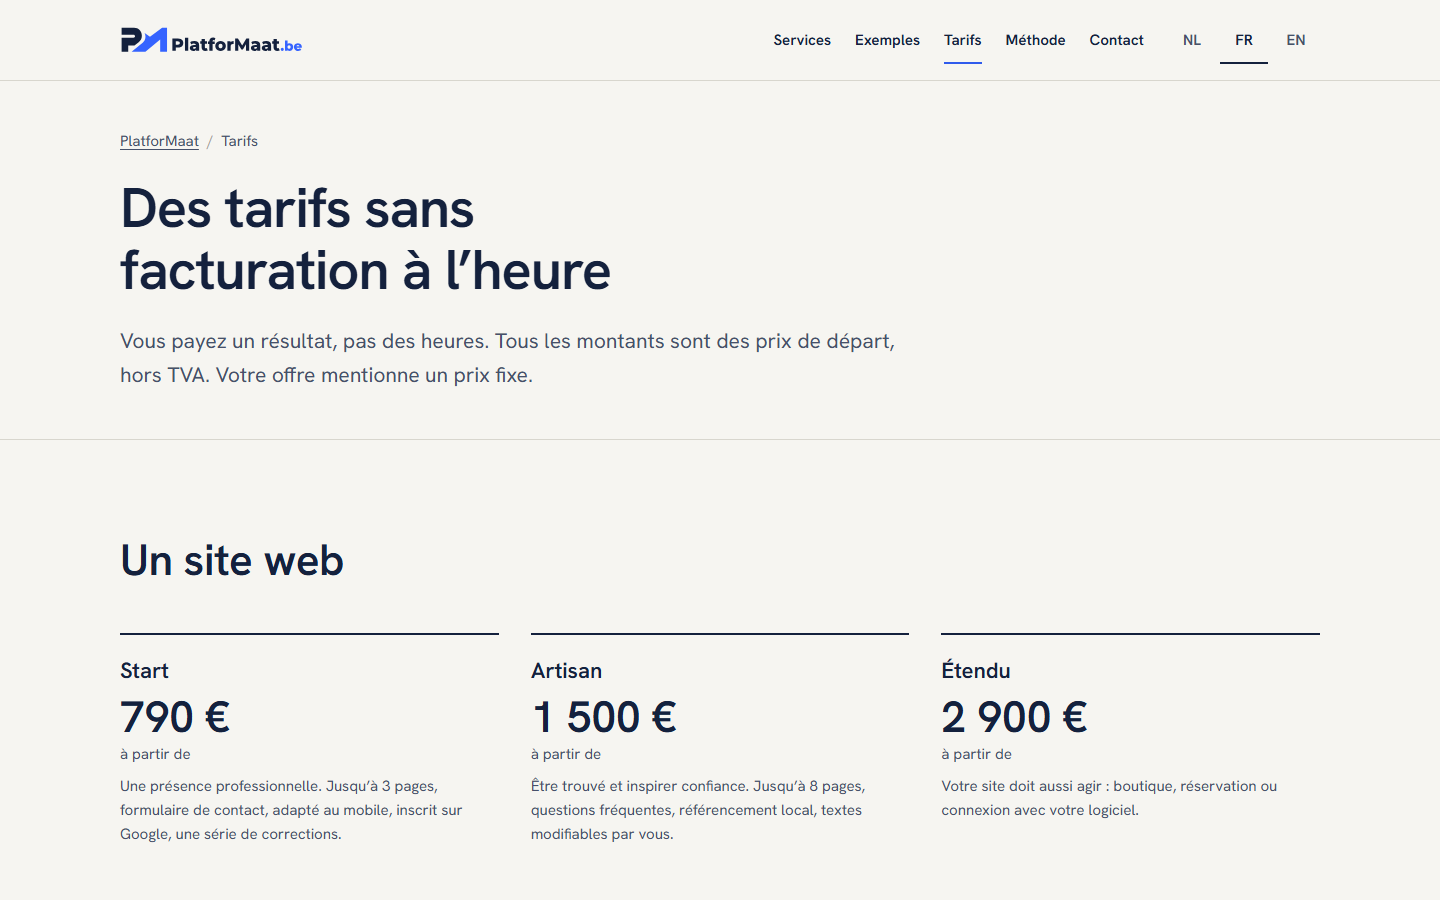 PM PlatforMaat.be
Services Exemples Tarifs Méthode Contact NL FR EN
PlatforMaat / Tarifs
Des tarifs sans
facturation à l’heure
Vous payez un résultat, pas des heures. Tous les montants sont des prix de départ,
hors TVA. Votre offre mentionne un prix fixe.
Un site web
Start
790 €
à partir de
Une présence professionnelle. Jusqu’à 3 pages,
formulaire de contact, adapté au mobile, inscrit sur
Google, une série de corrections.
Artisan
1 500 €
à partir de
Être trouvé et inspirer confiance. Jusqu’à 8 pages,
questions fréquentes, référencement local, textes
modifiables par vous.
Étendu
2 900 €
à partir de
Votre site doit aussi agir : boutique, réservation ou
connexion avec votre logiciel.